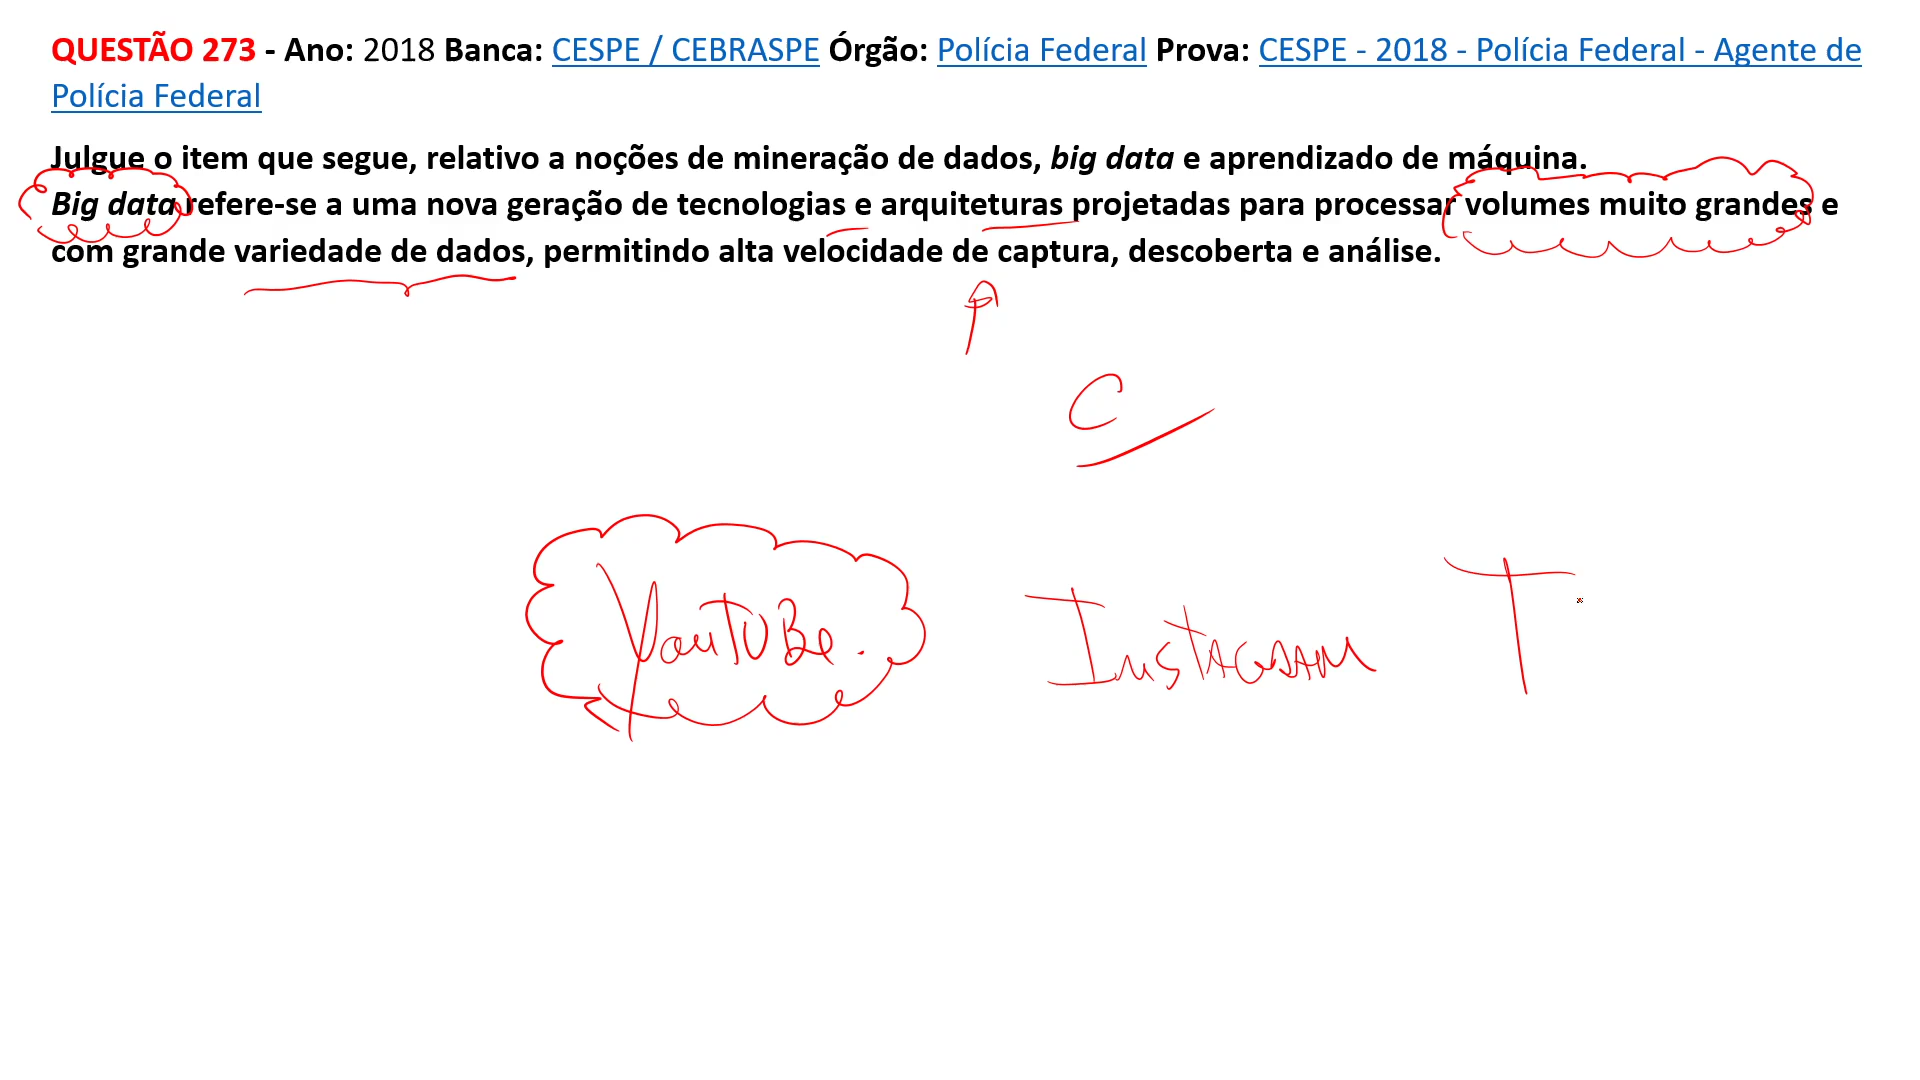 QUESTÃO 273 - Ano: 2018 Banca: CESPE / CEBRASPE Órgão: Polícia Federal Prova: CESPE - 2018 - Polícia Federal - Agente de
Polícia Federal
Julgue o item que segue, relativo a noções de mineração de dados, big data e aprendizado de máquina.
Big data refere-se a uma nova geração de tecnologias e arquiteturas projetadas para processar volumes muito grandes e
com grande variedade de dados, permitindo alta velocidade de captura, descoberta e análise.
C
YouTUBe. INSTAGRAM T